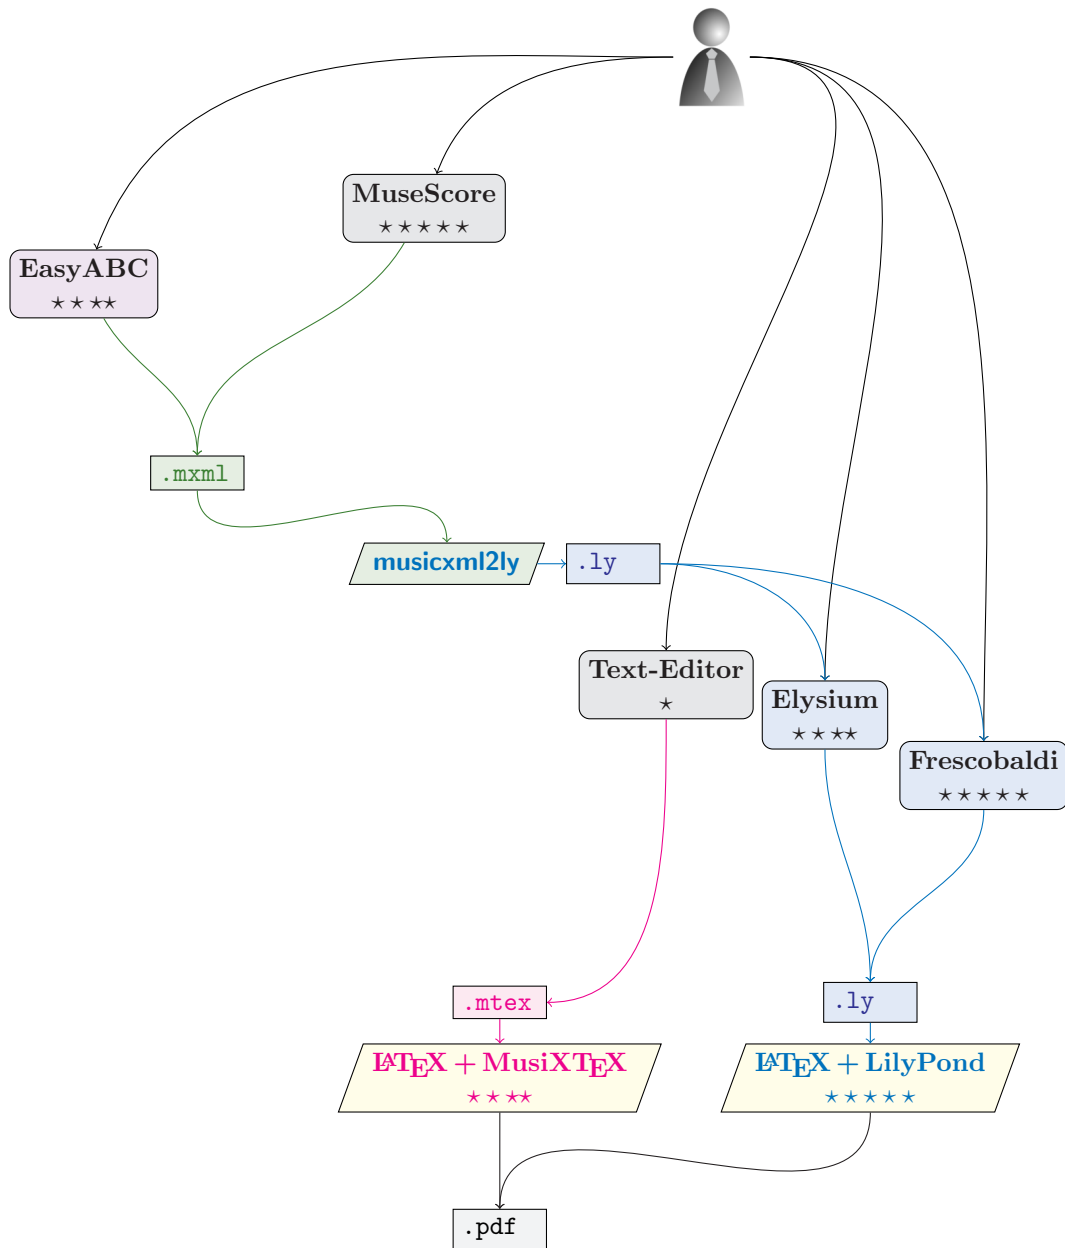 MuseScore
⋆ ⋆ ⋆ ⋆ ⋆
EasyABC
⋆ ⋆ ⋆⋆
.mxml
musicxml2ly
.ly
Text-Editor
⋆
Elysium
⋆ ⋆ ⋆⋆
Frescobaldi
⋆ ⋆ ⋆ ⋆ ⋆
.mtex
.ly
LATEX + MusiXTEX
⋆ ⋆ ⋆⋆
LATEX + LilyPond
⋆ ⋆ ⋆ ⋆ ⋆
.pdf